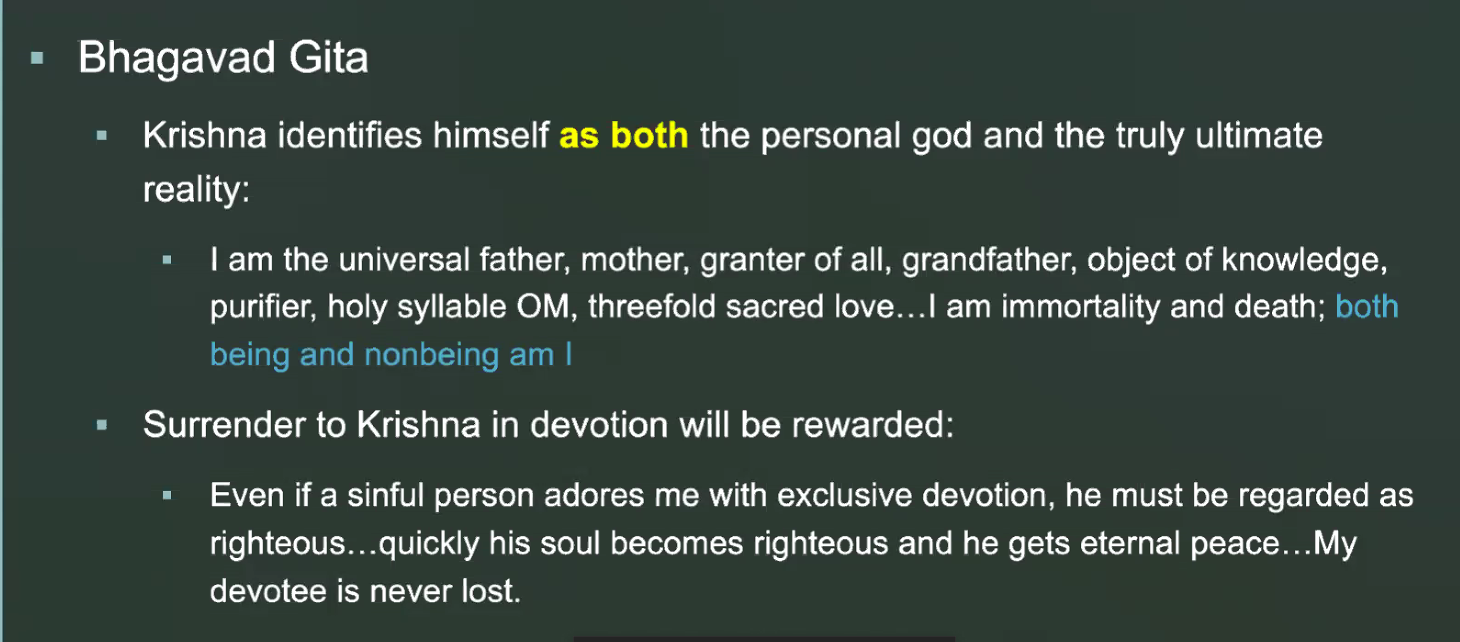 Bhagavad Gita
Krishna identifies himself as both the personal god and the truly ultimate
reality:
I am the universal father, mother, granter of all, grandfather, object of knowledge,
purifier, holy syllable OM, threefold sacred love…I am immortality and death; both
being and nonbeing am I
Surrender to Krishna in devotion will be rewarded:
Even if a sinful person adores me with exclusive devotion, he must be regarded as
righteous…quickly his soul becomes righteous and he gets eternal peace…My
devotee is never lost.